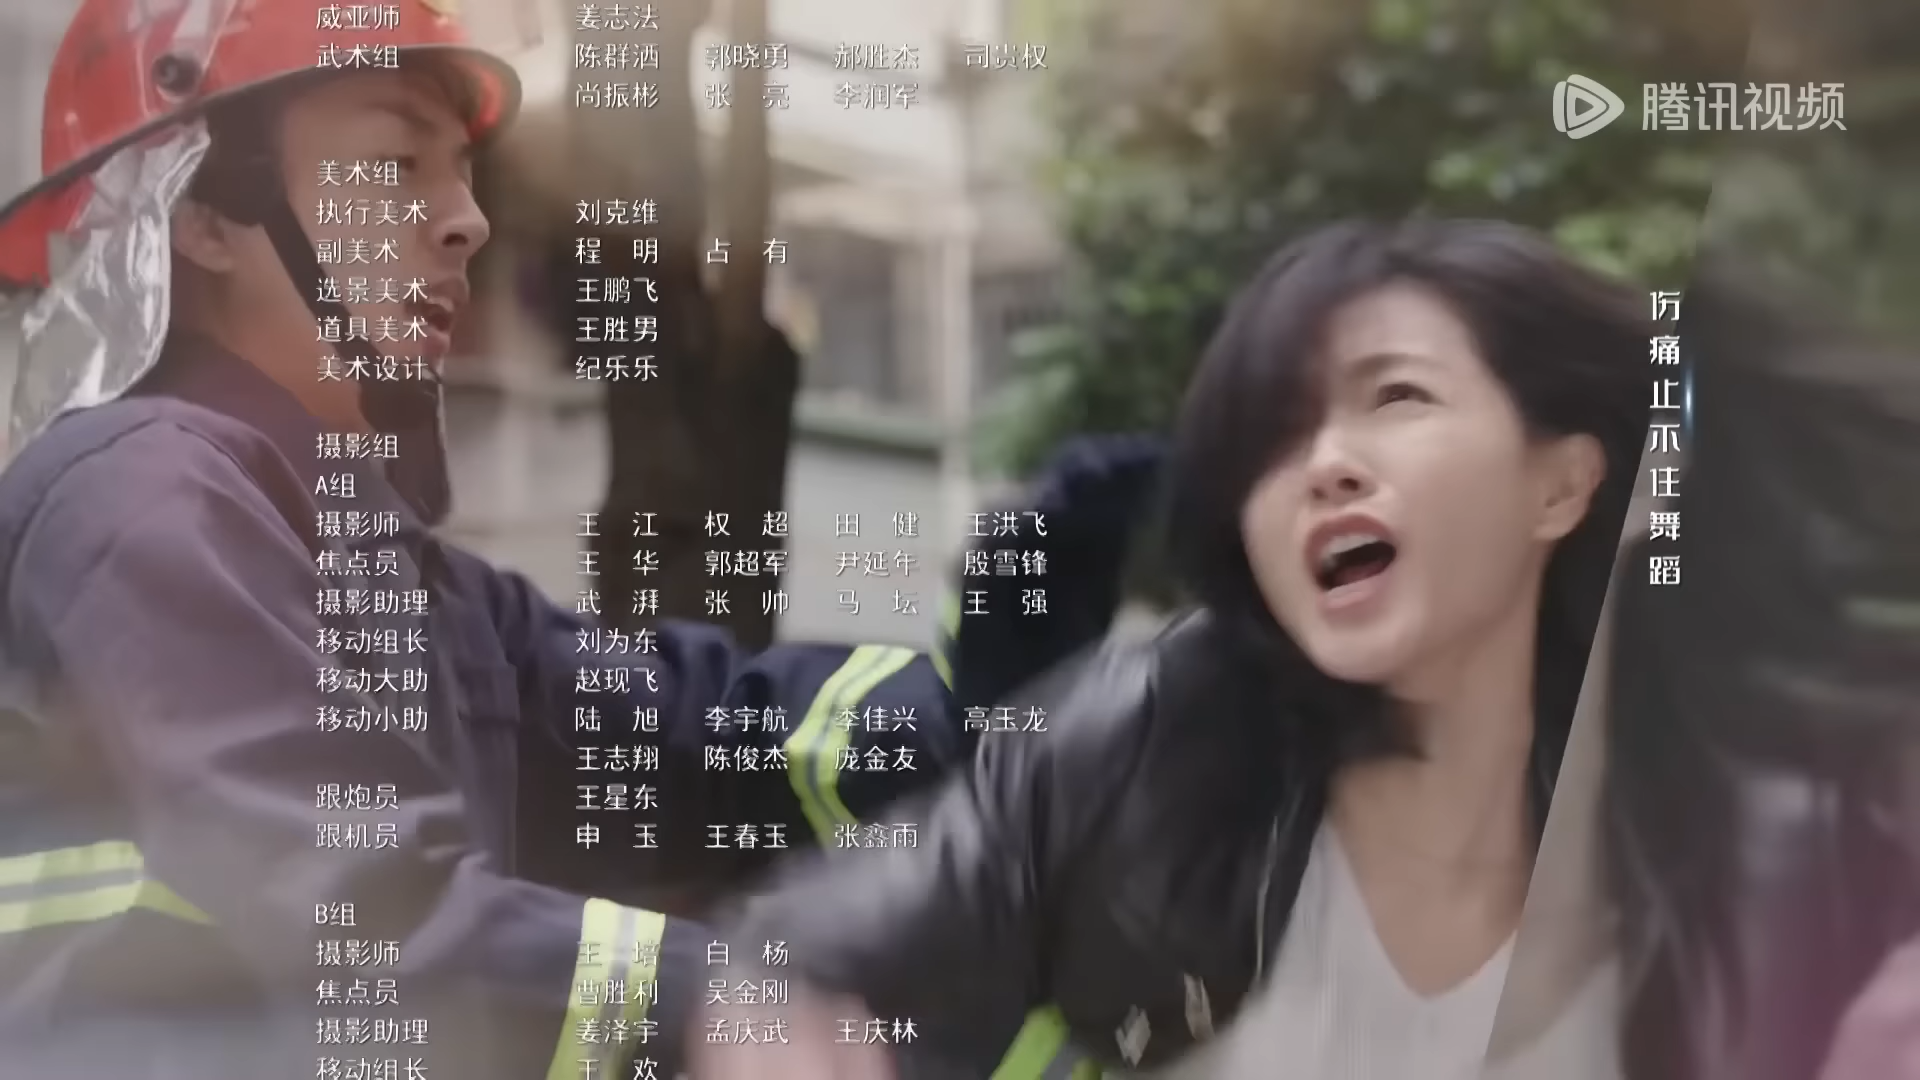 威亚师 姜志法
武术组 陈群洒 郭晓勇 郝胜杰 司贵权
尚振彬 张 亮 李润军
腾讯视频
美术组
执行美术 刘克维
副美术 程 明 占 有
选景美术 王鹏飞
道具美术 王胜男
美术设计 纪乐乐
摄影组
A组
摄影师 王 江 权 超 田 健 王洪飞
焦点员 王 华 郭超军 尹延年 殷雪锋
摄影助理 武 湃 张 帅 马 坛 王 强
移动组长 刘为东
移动大助 赵现飞
移动小助 陆 旭 李宇航 季佳兴 高玉龙
王志翔 陈俊杰 庞金友
跟炮员 王星东
跟机员 申 玉 王春玉 张鑫雨
B组
摄影师 王 培 白 杨
焦点员 曹胜利 吴金刚
摄影助理 姜泽宇 孟庆武 王庆林
移动组长 王 欢
伤痛止不住舞蹈